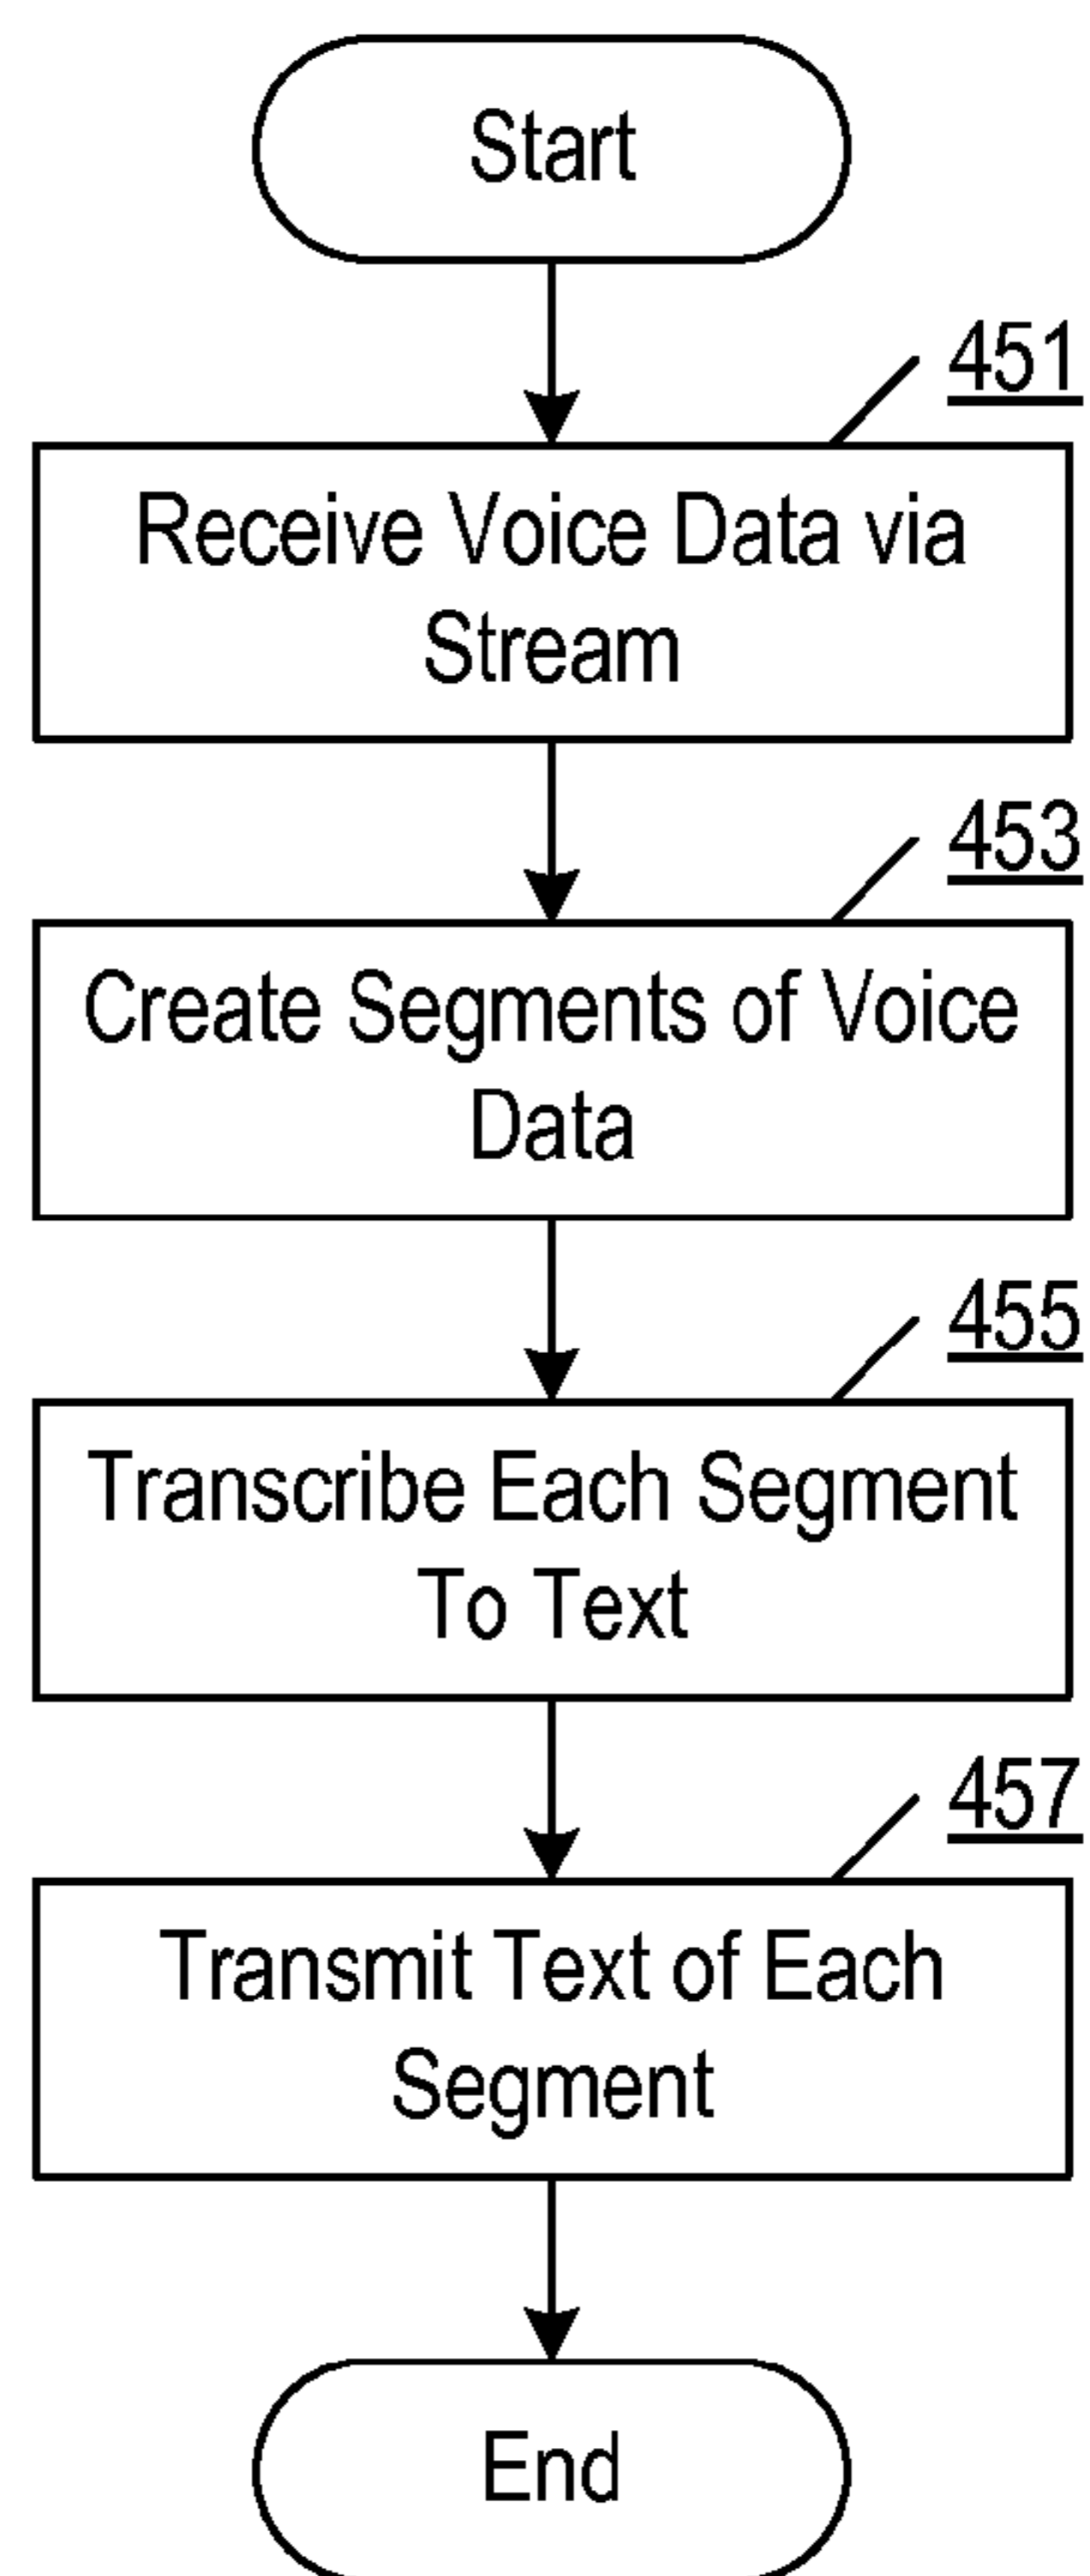 Start
451
Receive Voice Data via
Stream
453
Create Segments of Voice
Data
455
Transcribe Each Segment
To Text
457
Transmit Text of Each
Segment
End